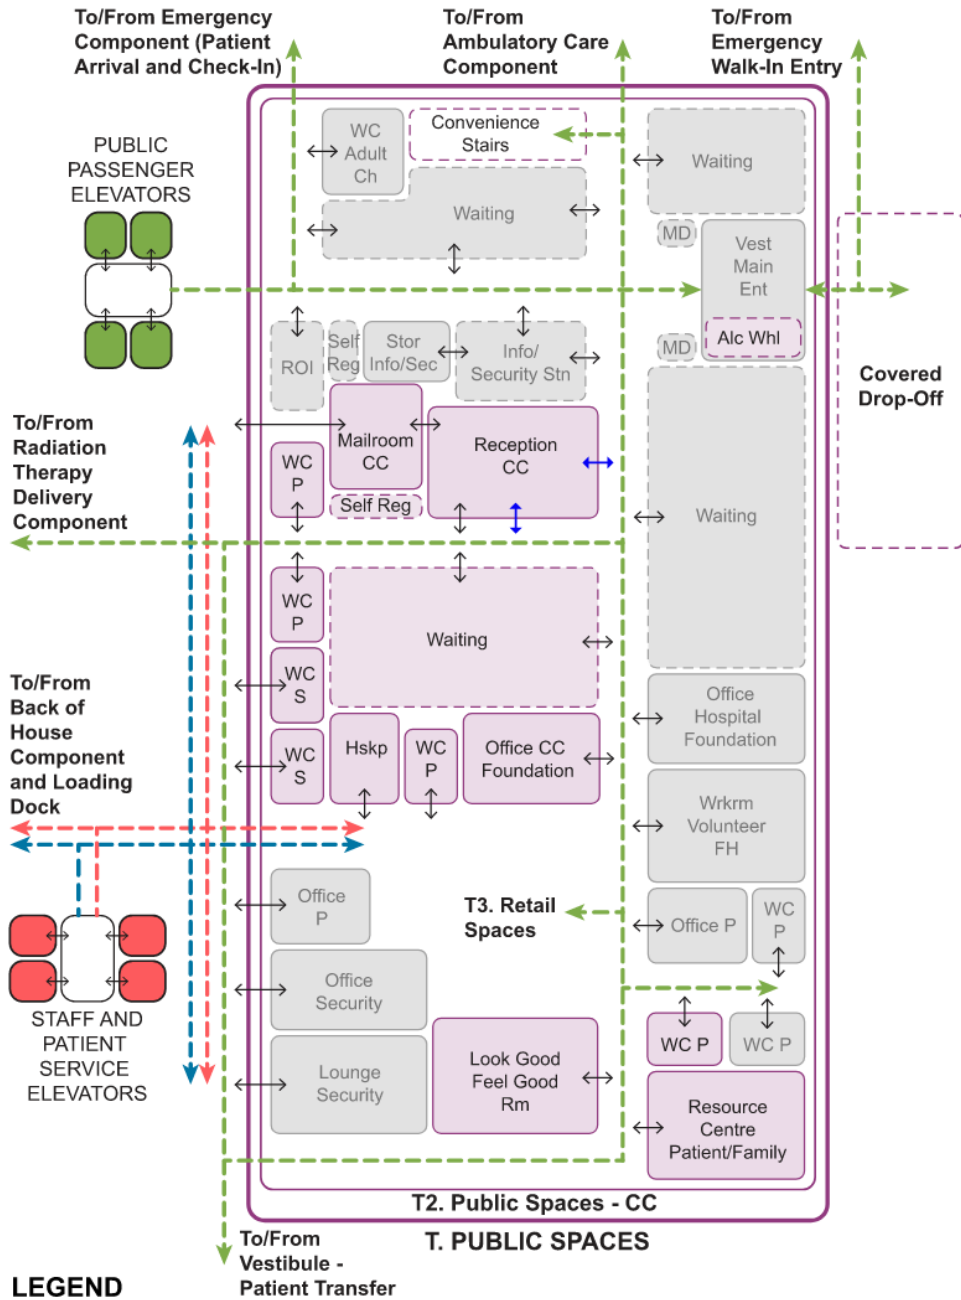 To/From Emergency
Component (Patient
Arrival and Check-In)
To/From
Ambulatory Care
Component
To/From
Emergency
Walk-In Entry
PUBLIC
PASSENGER
ELEVATORS
WC
Adult
Ch
Convenience
Stairs
Waiting
Waiting
MD
Vest
Main
Ent
Alc Whl
MD
Covered
Drop-Off
ROI
Self
Reg
Stor
Info/Sec
Info/
Security Stn
To/From
Radiation
Therapy
Delivery
Component
Mailroom
CC
Reception
CC
WC
P
Self Reg
Waiting
WC
P
Waiting
WC
S
To/From
Back of
House
Component
and Loading
Dock
WC
S
Hskp
WC
P
Office CC
Foundation
Office
Hospital
Foundation
Wrkrm
Volunteer
FH
Office
P
T3. Retail
Spaces
Office P
WC
P
Office
Security
STAFF AND
PATIENT
SERVICE
ELEVATORS
Lounge
Security
Look Good
Feel Good
Rm
WC P
WC P
Resource
Centre
Patient/Family
T2. Public Spaces - CC
T. PUBLIC SPACES
To/From
Vestibule -
Patient Transfer
LEGEND